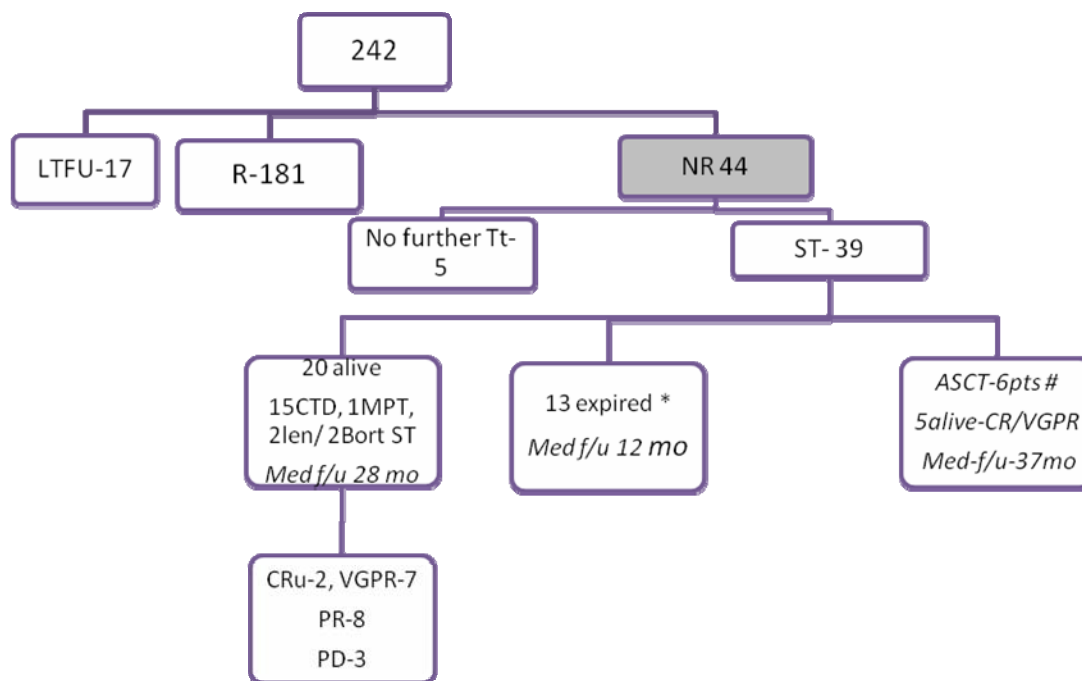 242
LTFU-17
R-181
NR 44
No further Tt-
5
ST- 39
20 alive
15CTD, 1MPT,
2len/ 2Bort ST
Med f/u 28 mo
13 expired *
Med f/u 12 mo
ASCT-6pts #
5alive-CR/VGPR
Med-f/u-37mo
CRu-2, VGPR-7
PR-8
PD-3